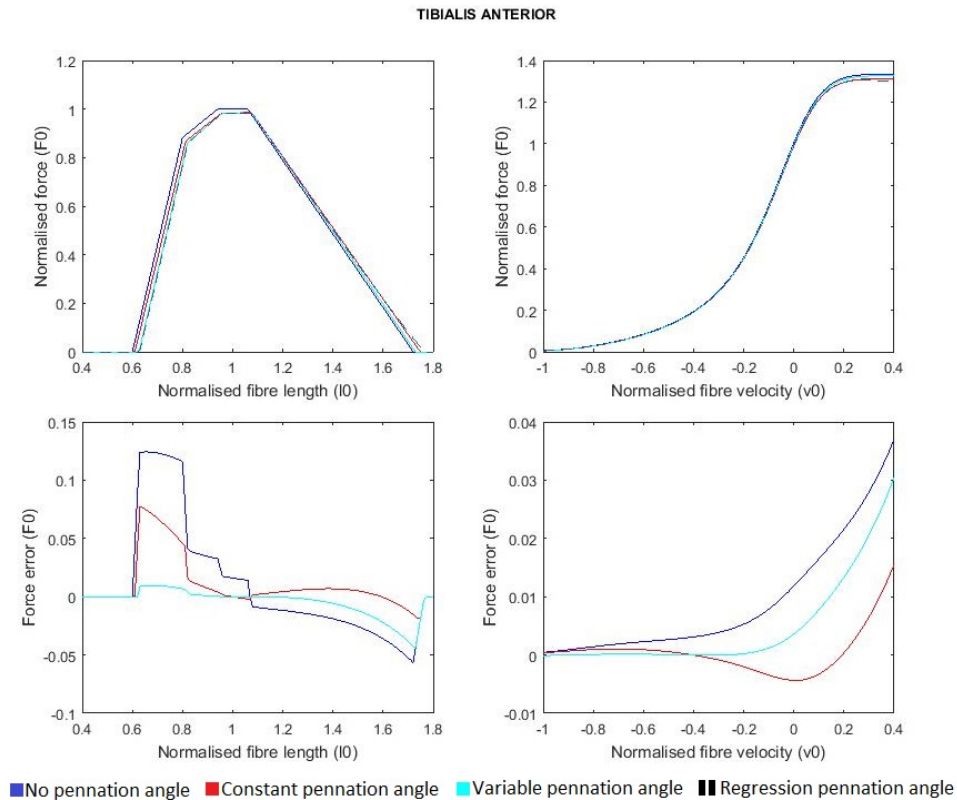 TIBIALIS ANTERIOR
Normalised force (F0)
1.2
1
0.8
0.6
0.4
0.2
0
0.4 0.6 0.8 1 1.2 1.4 1.6 1.8
Normalised fibre length (l0)
Normalised force (F0)
1.4
1.2
1
0.8
0.6
0.4
0.2
0
-1 -0.8 -0.6 -0.4 -0.2 0 0.2 0.4
Normalised fibre velocity (v0)
Force error (F0)
0.15
0.1
0.05
0
-0.05
-0.1
0.4 0.6 0.8 1 1.2 1.4 1.6 1.8
Normalised fibre length (l0)
Force error (F0)
0.04
0.03
0.02
0.01
0
-0.01
-1 -0.8 -0.6 -0.4 -0.2 0 0.2 0.4
Normalised fibre velocity (v0)
No pennation angle Constant pennation angle Variable pennation angle Regression pennation angle